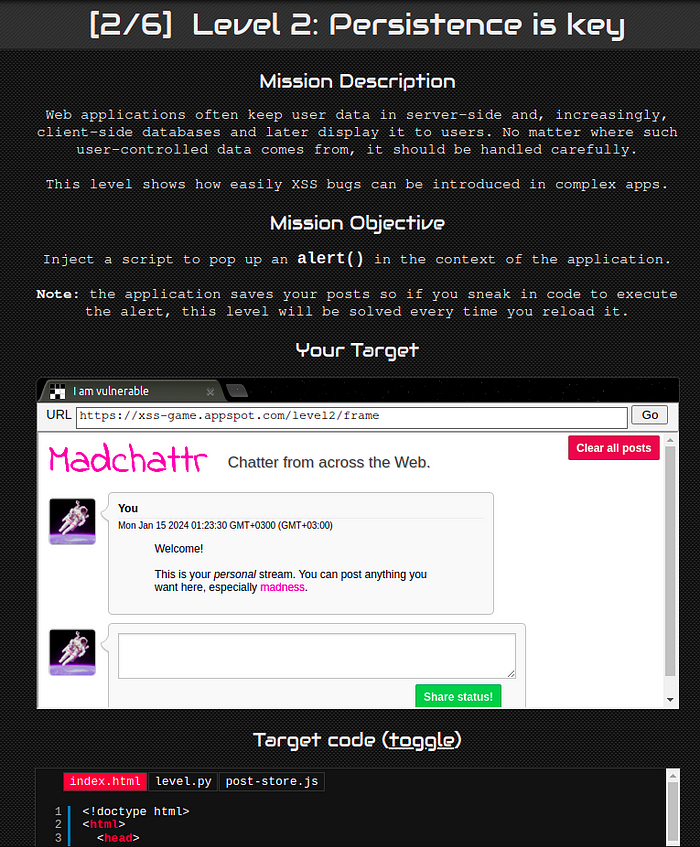 [2/6]  Level 2: Persistence is key
Mission Description
Web applications often keep user data in server-side and, increasingly,
client-side databases and later display it to users. No matter where such
user-controlled data comes from, it should be handled carefully.
This level shows how easily XSS bugs can be introduced in complex apps.
Mission Objective
Inject a script to pop up an alert() in the context of the application.
Note: the application saves your posts so if you sneak in code to execute
the alert, this level will be solved every time you reload it.
Your Target
I am vulnerable
URL https://xss-game.appspot.com/level2/frame Go
Madchattr Chatter from across the Web. Clear all posts
You
Mon Jan 15 2024 01:23:30 GMT+0300 (GMT+03:00)
Welcome!
This is your personal stream. You can post anything you
want here, especially madness.
Share status!
Target code (toggle)
index.html level.py post-store.js
1 <!doctype html>
2 <html>
3 <head>